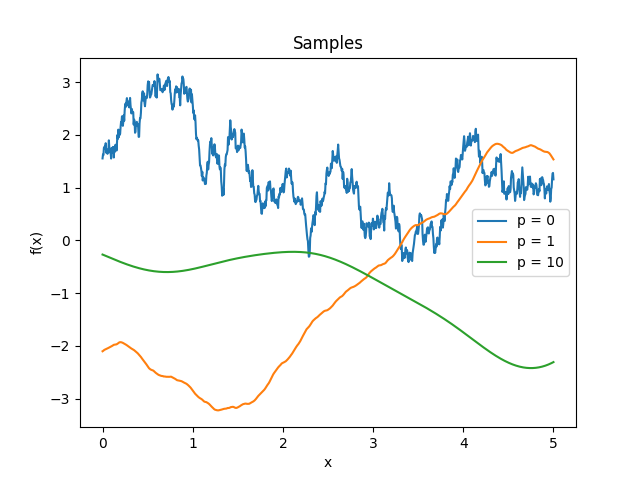 Samples
f(x)
3
2
1
0
−1
−2
−3
p = 0
p = 1
p = 10
0 1 2 3 4 5
x